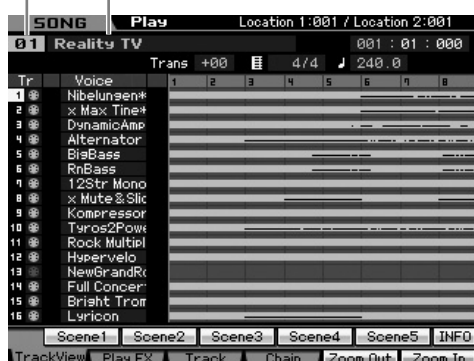 SONG Play Location 1:001 / Location 2:001
01 Reality TV 001 : 01 : 000
Trans +00 4/4 240.0
Tr Voice 1 2 3 4 5 6 7 8
1 Nibelungen*
2 x Max Tine*
3 DynamicAmp
4 Alternator
5 BigBass
6 RnBass
7 12Str Mono
8 x Mute&Slic
9 Kompressor
10 Tyros2Powe
11 Rock Multipl
12 Hypervelo
13 NewGrandRo
14 Full Concer
15 Bright Trom
16 Lyricon
Scene1 Scene2 Scene3 Scene4 Scene5 INFO
TrackView Play FX Track Chain Zoom Out Zoom In